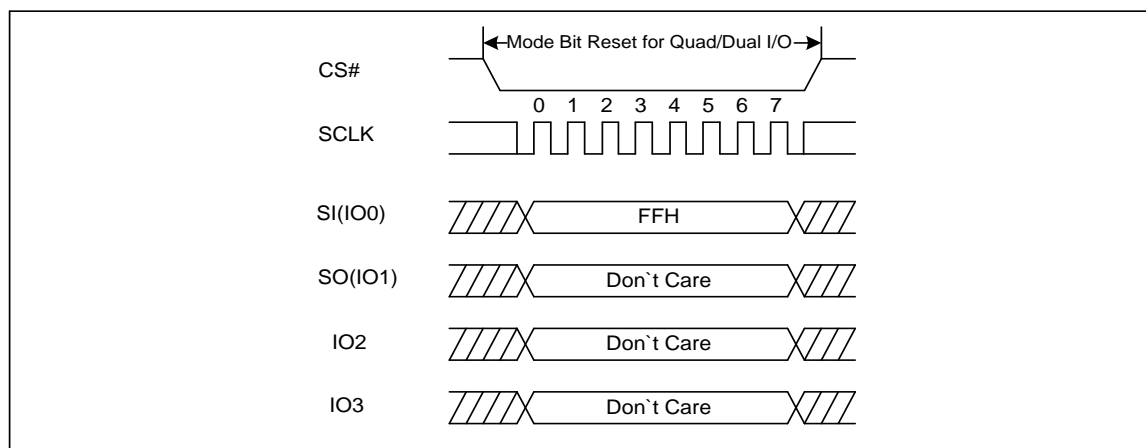 Mode Bit Reset for Quad/Dual I/O
CS#
0 1 2 3 4 5 6 7
SCLK
SI(IO0) FFH
SO(IO1) Don`t Care
IO2 Don`t Care
IO3 Don`t Care